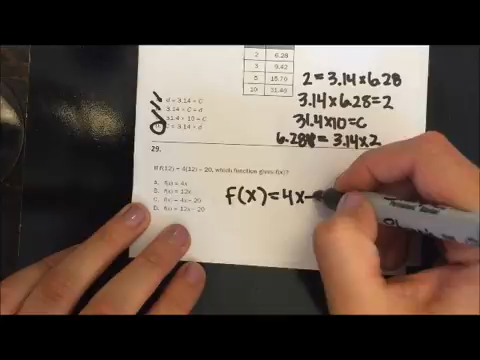 2 6.28
3 9.42
5 15.70
10 31.40
2 = 3.14 x 6.28
3.14 x 6.28 = 2
31.4 x 10 = C
6.28 = 3.14 x 2
d = 3.14 ÷ C
3.14 × C = d
31.4 × 10 = C
C = 3.14 × d
29.
If f(12) = 4(12) – 20, which function gives f(x)?
A. f(x) = 4x
B. f(x) = 12x
C. f(x) = 4x – 20
D. f(x) = 12x – 20
f(x) = 4x –